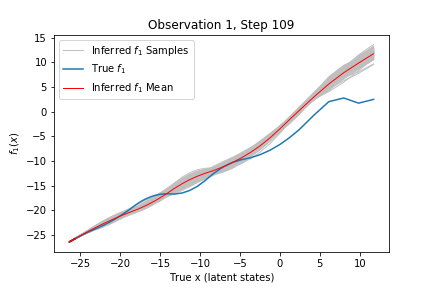 Observation 1, Step 109
Inferred f₁ Samples
True f₁
Inferred f₁ Mean
15
10
5
0
−5
−10
−15
−20
−25
f₁(x)
−25 −20 −15 −10 −5 0 5 10
True x (latent states)